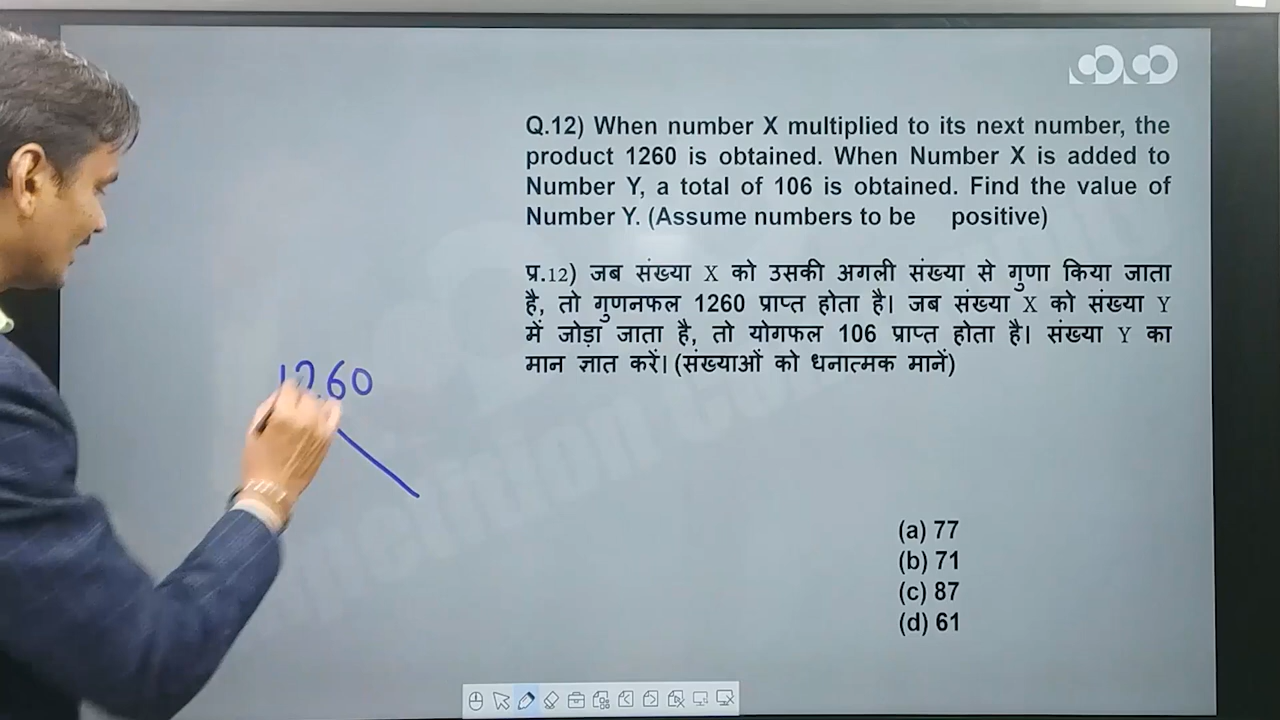 Q.12) When number X multiplied to its next number, the
product 1260 is obtained. When Number X is added to
Number Y, a total of 106 is obtained. Find the value of
Number Y. (Assume numbers to be positive)
प्र.12) जब संख्या X को उसकी अगली संख्या से गुणा किया जाता
है, तो गुणनफल 1260 प्राप्त होता है। जब संख्या X को संख्या Y
में जोड़ा जाता है, तो योगफल 106 प्राप्त होता है। संख्या Y का
मान ज्ञात करें। (संख्याओं को धनात्मक मानें)
1260
(a) 77
(b) 71
(c) 87
(d) 61